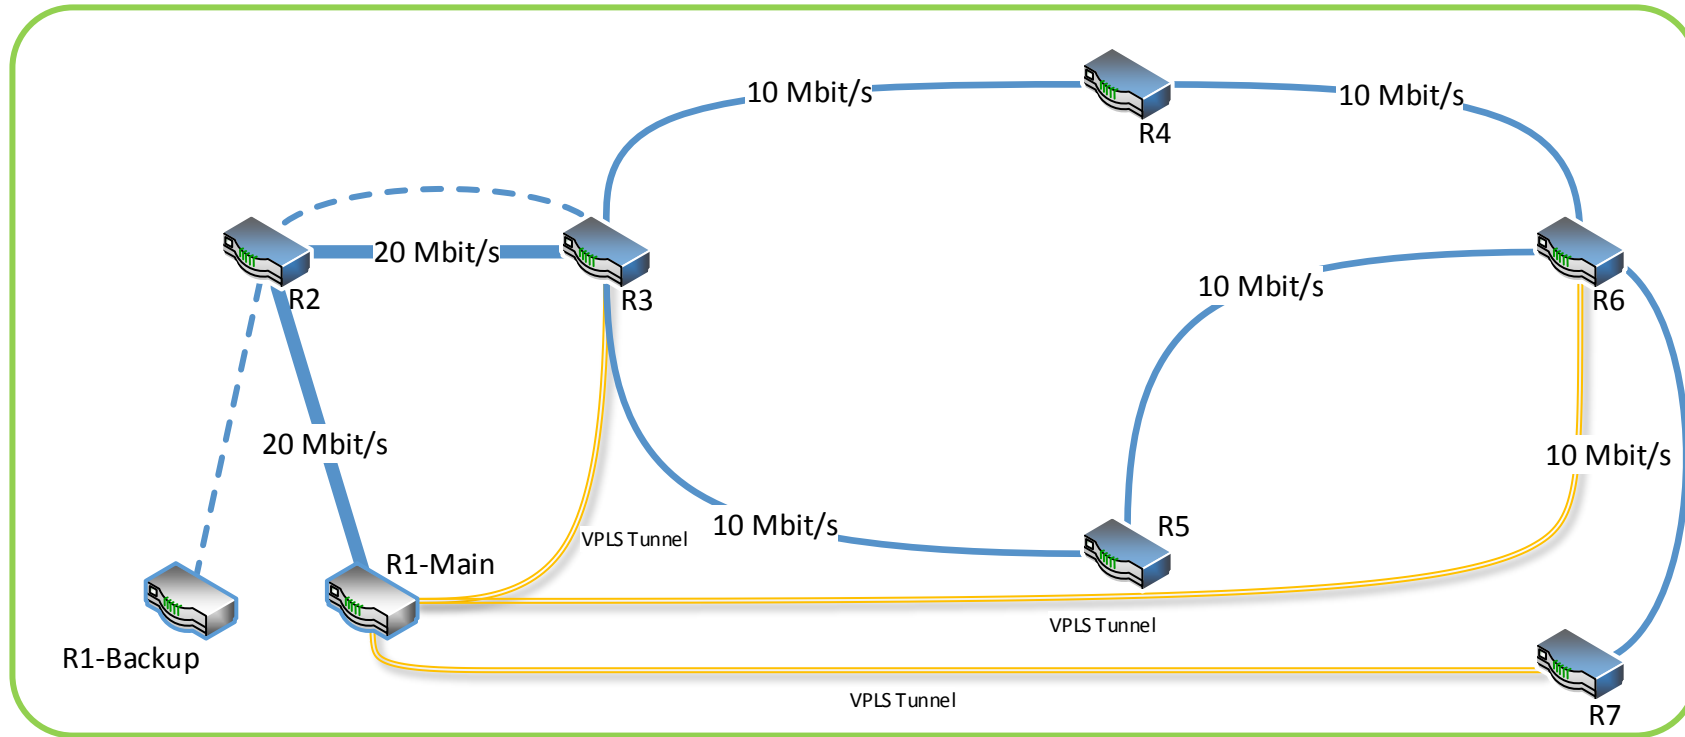 10 Mbit/s
10 Mbit/s
R4
20 Mbit/s
R2
R3
10 Mbit/s
R6
20 Mbit/s
10 Mbit/s
VPLS Tunnel
10 Mbit/s
R5
R1-Main
VPLS Tunnel
R1-Backup
VPLS Tunnel
R7